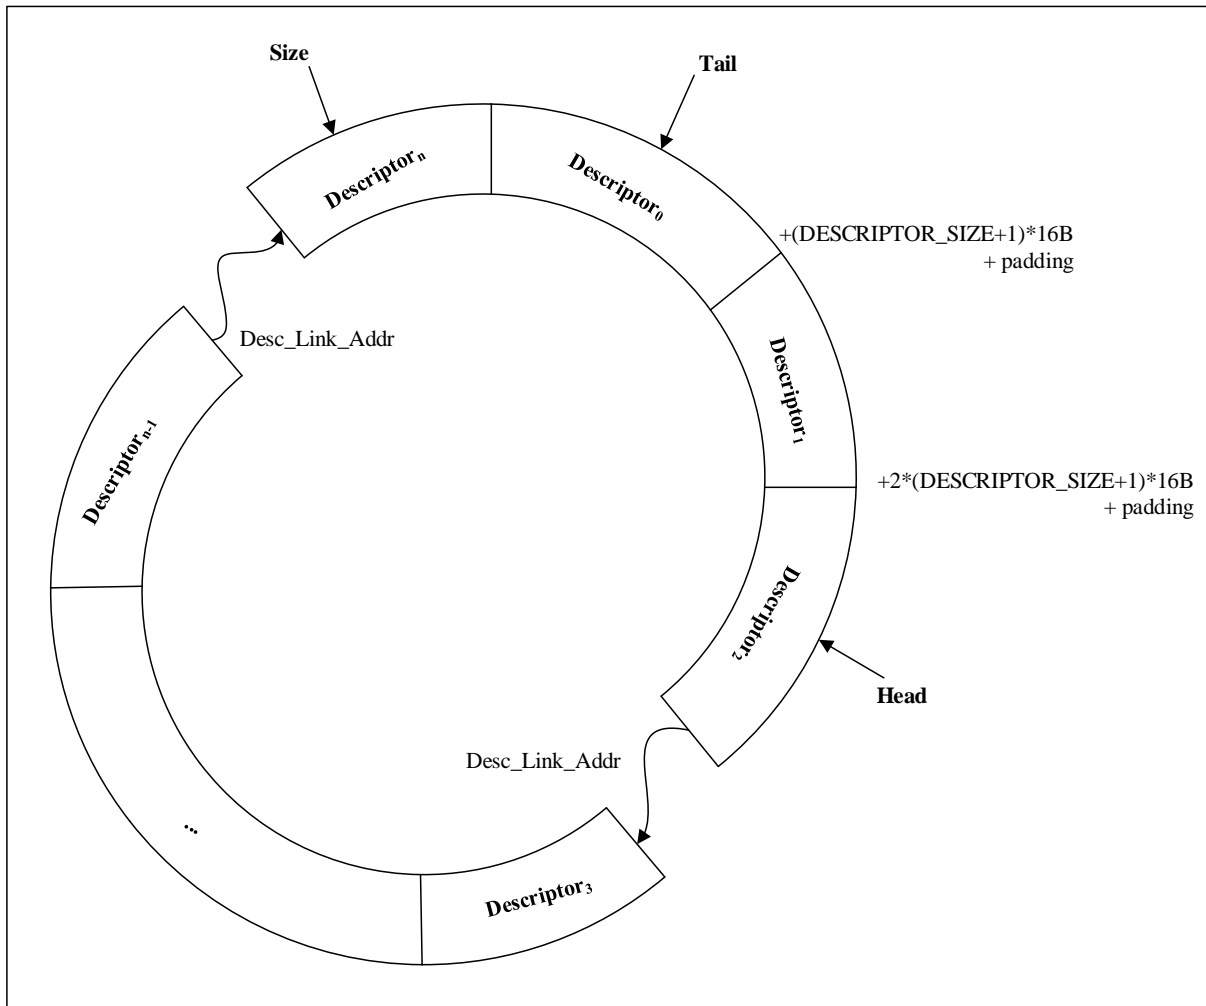 Size
Tail
Descriptorₙ
Descriptor₀
+(DESCRIPTOR_SIZE+1)*16B
+ padding
Desc_Link_Addr
Descriptor₁
Descriptorₙ₋₁
+2*(DESCRIPTOR_SIZE+1)*16B
+ padding
Descriptor₂
Head
Desc_Link_Addr
...
Descriptor₃